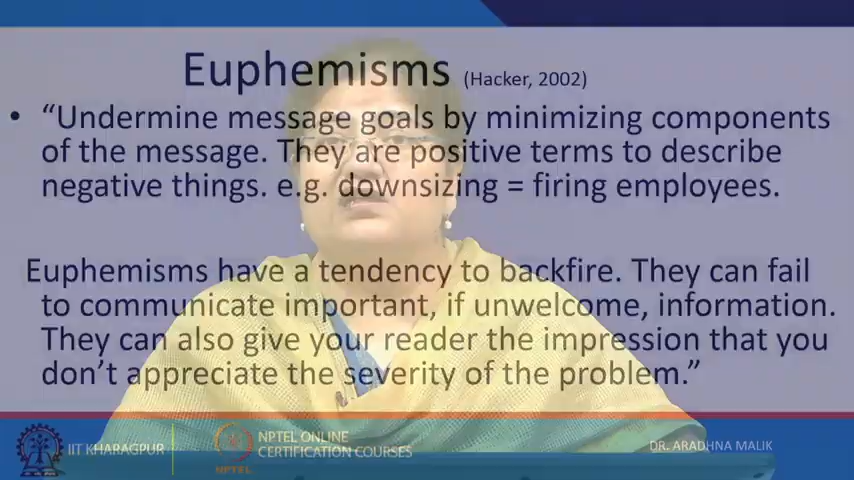 Euphemisms (Hacker, 2002)
• “Undermine message goals by minimizing components
of the message. They are positive terms to describe
negative things. e.g. downsizing = firing employees.
Euphemisms have a tendency to backfire. They can fail
to communicate important, if unwelcome, information.
They can also give your reader the impression that you
don’t appreciate the severity of the problem.”
IIT KHARAGPUR
NPTEL
NPTEL ONLINE
CERTIFICATION COURSES
DR. ARADHNA MALIK